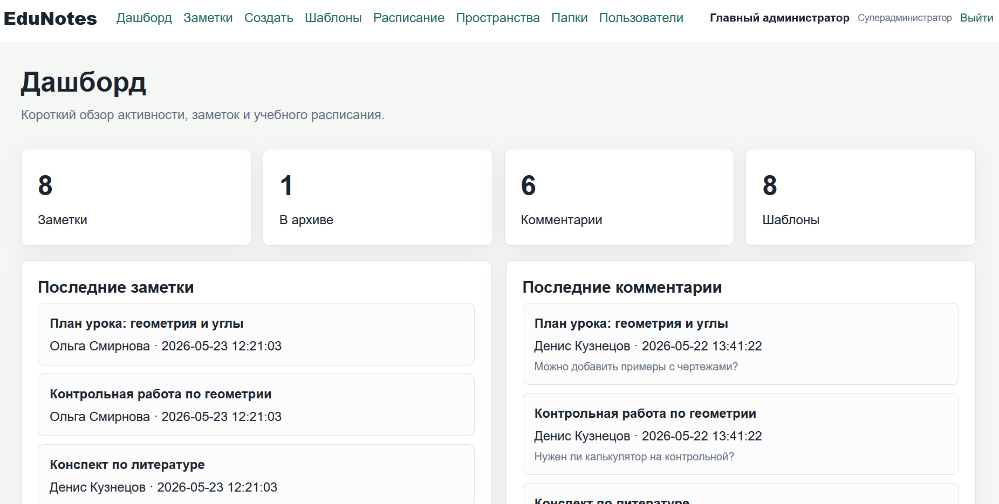 EduNotes Дашборд Заметки Создать Шаблоны Расписание Пространства Папки Пользователи Главный администратор Суперадминистратор Выйти
Дашборд
Короткий обзор активности, заметок и учебного расписания.
8
Заметки
1
В архиве
6
Комментарии
8
Шаблоны
Последние заметки
План урока: геометрия и углы
Ольга Смирнова · 2026-05-23 12:21:03
Контрольная работа по геометрии
Ольга Смирнова · 2026-05-23 12:21:03
Конспект по литературе
Денис Кузнецов · 2026-05-23 12:21:03
Последние комментарии
План урока: геометрия и углы
Денис Кузнецов · 2026-05-22 13:41:22
Можно добавить примеры с чертежами?
Контрольная работа по геометрии
Денис Кузнецов · 2026-05-22 13:41:22
Нужен ли калькулятор на контрольной?
Конспект по литературе